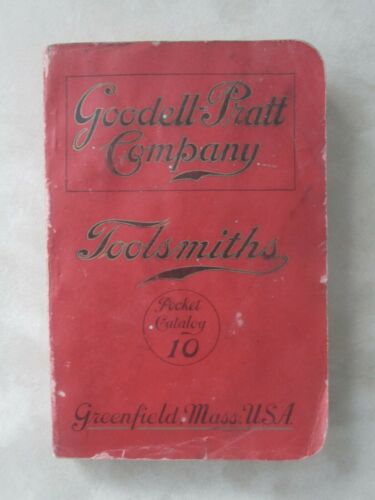 Goodell-Pratt
Company
Toolsmiths
Pocket
Catalog
10
Greenfield, Mass. U.S.A.